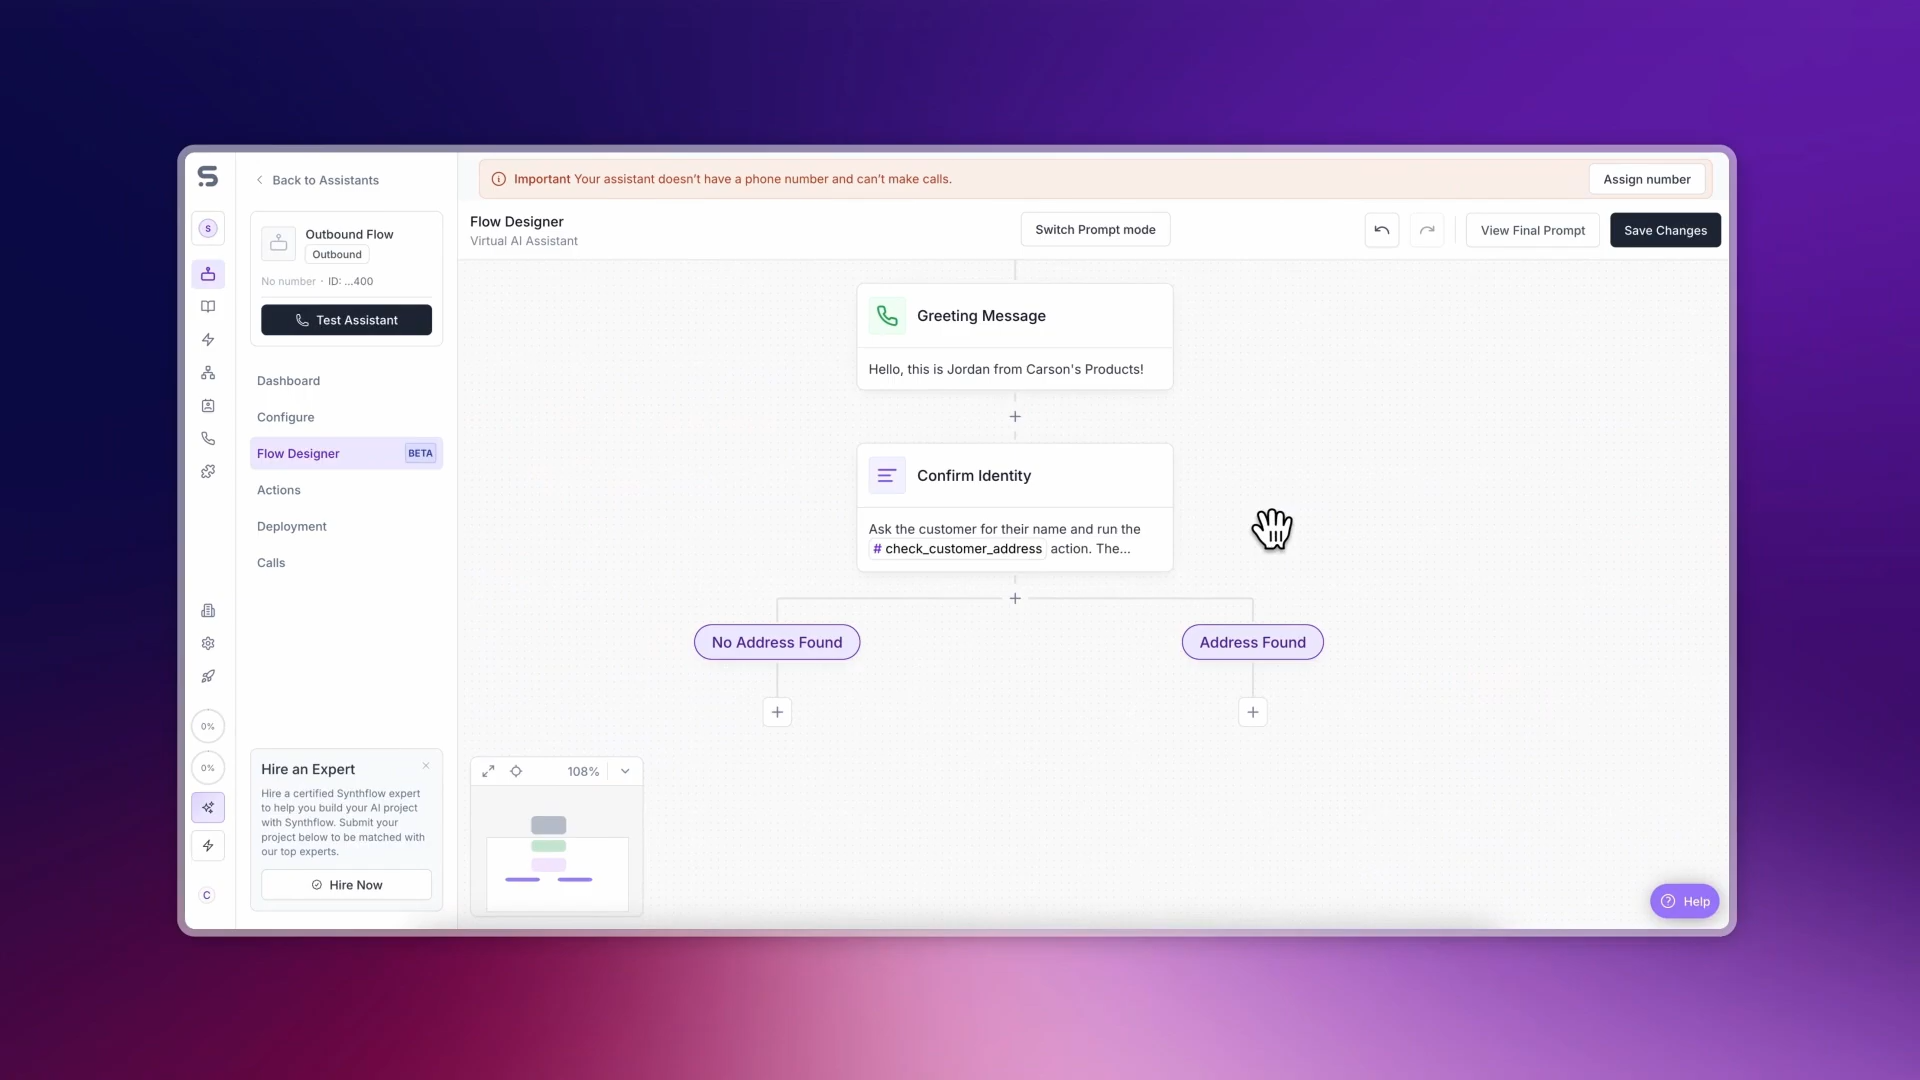 Back to Assistants
S
Outbound Flow
Outbound
No number · ID: ...400
Test Assistant
Dashboard
Configure
Flow Designer BETA
Actions
Deployment
Calls
0%
0%
C
Hire an Expert
Hire a certified Synthflow expert
to help you build your AI project
with Synthflow. Submit your
project below to be matched with
our top experts.
Hire Now
Important Your assistant doesn't have a phone number and can't make calls.
Assign number
Flow Designer
Virtual AI Assistant
Switch Prompt mode
View Final Prompt
Save Changes
Greeting Message
Hello, this is Jordan from Carson's Products!
Confirm Identity
Ask the customer for their name and run the
# check_customer_address action. The...
No Address Found
Address Found
108%
Help